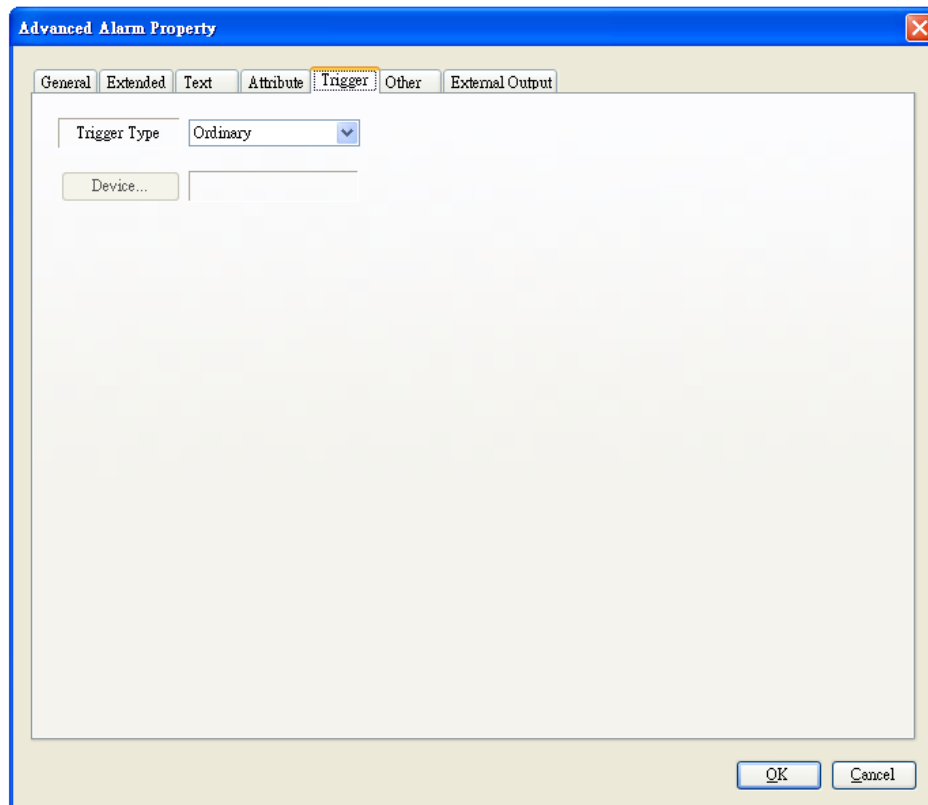 Advanced Alarm Property
General Extended Text Attribute Trigger Other External Output
Trigger Type Ordinary
Device...
OK Cancel